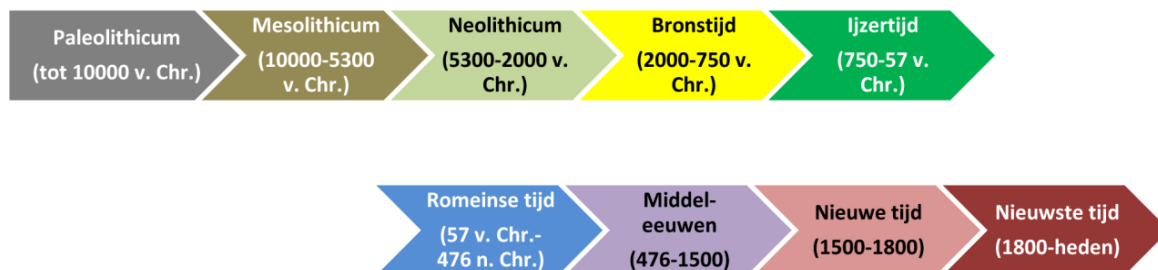 Paleolithicum
(tot 10000 v. Chr.)
Mesolithicum
(10000-5300
v. Chr.)
Neolithicum
(5300-2000 v.
Chr.)
Bronstijd
(2000-750 v.
Chr.)
Ijzertijd
(750-57 v.
Chr.)
Romeinse tijd
(57 v. Chr.-
476 n. Chr.)
Middel-
eeuwen
(476-1500)
Nieuwe tijd
(1500-1800)
Nieuwste tijd
(1800-heden)